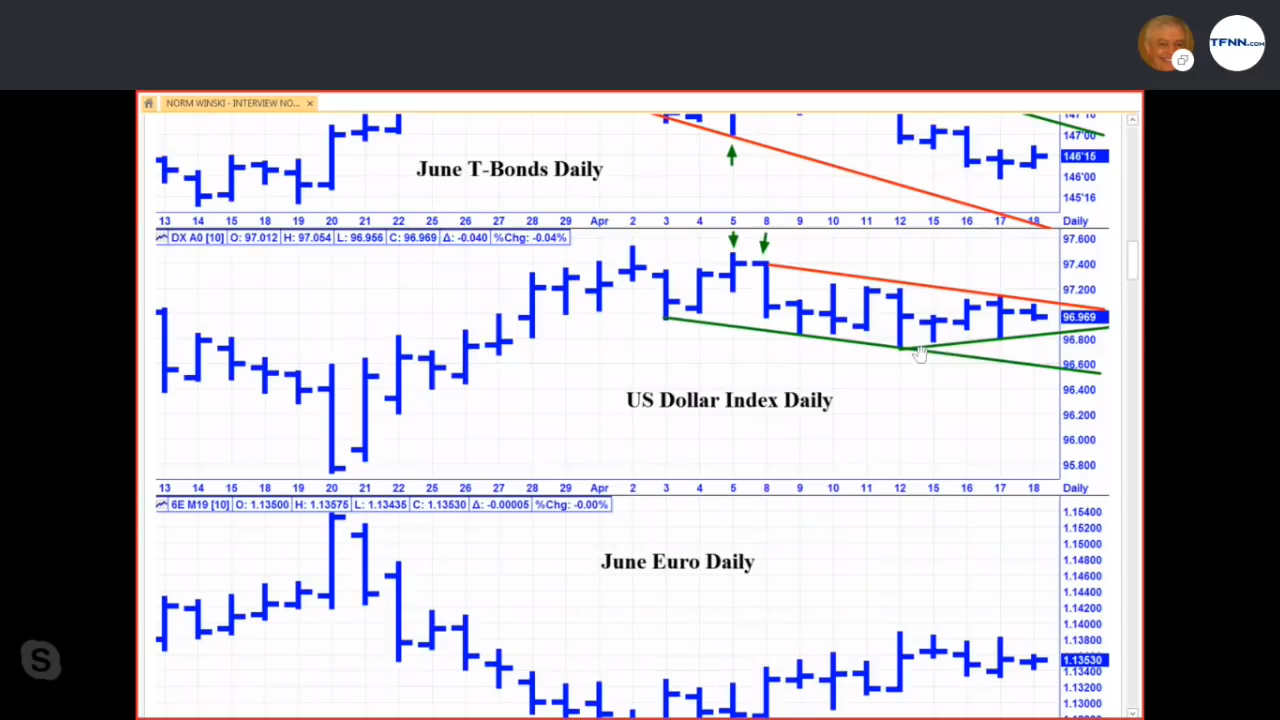 TFNN.COM
NORM WINSKI - INTERVIEW NO... ×
147'00
146'15
146'00
145'16
June T-Bonds Daily
13 14 15 18 19 20 21 22 25 26 27 28 29 Apr 2 3 4 5 8 9 10 11 12 15 16 17 18 Daily
DX A0 [10] O: 97.012 H: 97.054 L: 96.956 C: 96.969 Δ: -0.040 %Chg: -0.04%
97.600
97.400
97.200
96.969
96.800
96.600
96.400
96.200
96.000
95.800
US Dollar Index Daily
13 14 15 18 19 20 21 22 25 26 27 28 29 Apr 2 3 4 5 8 9 10 11 12 15 16 17 18 Daily
6E M19 [10] O: 1.13500 H: 1.13575 L: 1.13435 C: 1.13530 Δ: -0.00005 %Chg: -0.00%
1.15400
1.15200
1.15000
1.14800
1.14600
1.14400
1.14200
1.14000
1.13800
1.13530
1.13400
1.13200
1.13000
June Euro Daily
S